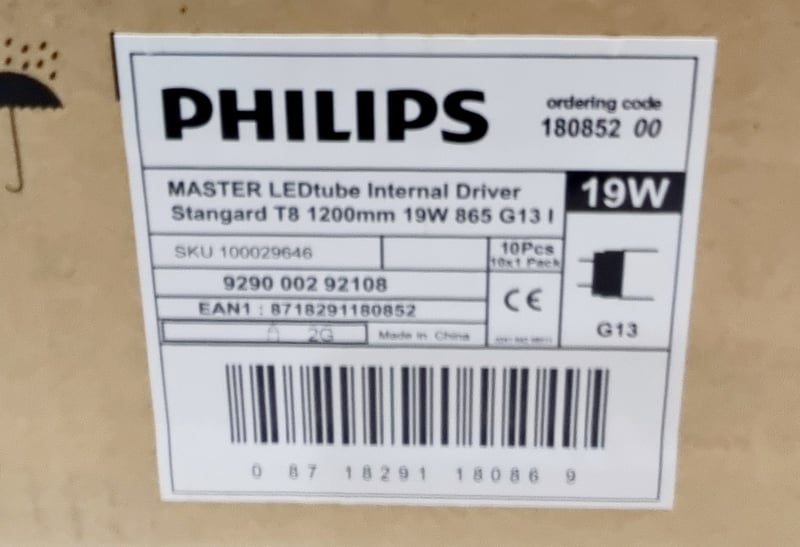 PHILIPS
ordering code
180852 00
MASTER LEDtube Internal Driver
Stangard T8 1200mm 19W 865 G13 I
19W
SKU 100029646
10Pcs
10x1 Pack
9290 002 92108
EAN1 : 8718291180852
CE
G13
2G
Made in China
0 87 18291 18086 9